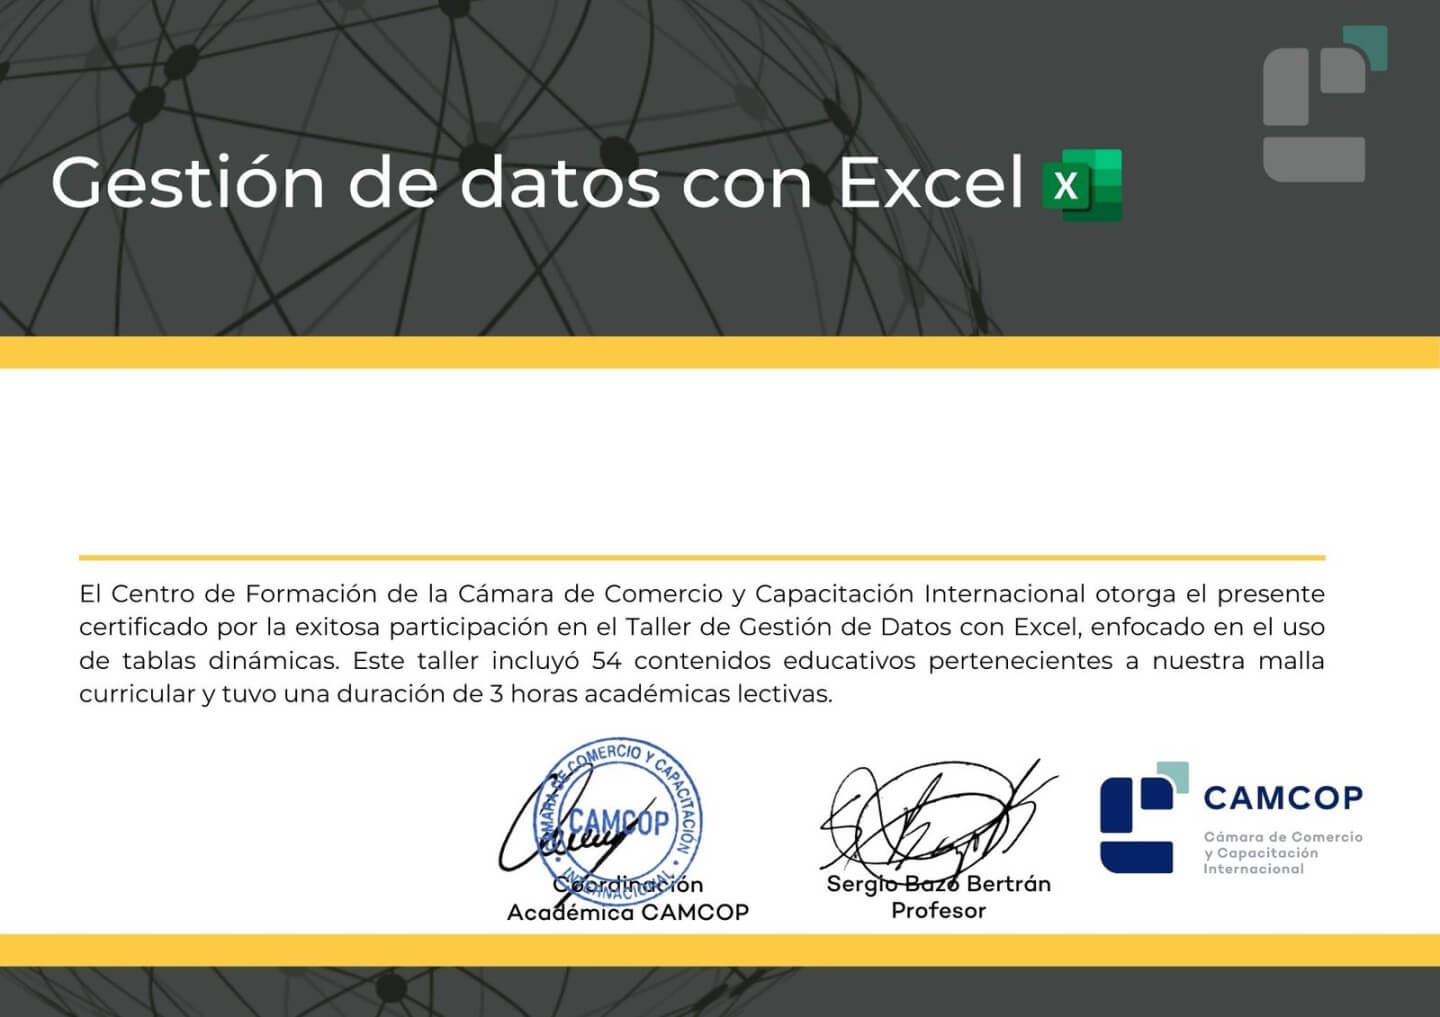 Gestión de datos con Excel
X
El Centro de Formación de la Cámara de Comercio y Capacitación Internacional otorga el presente
certificado por la exitosa participación en el Taller de Gestión de Datos con Excel, enfocado en el uso
de tablas dinámicas. Este taller incluyó 54 contenidos educativos pertenecientes a nuestra malla
curricular y tuvo una duración de 3 horas académicas lectivas.
CÁMARA DE COMERCIO Y CAPACITACIÓN
CAMCOP
INTERNACIONAL
Coordinación
Académica CAMCOP
Sergio Bazo Bertrán
Profesor
CAMCOP
Cámara de Comercio
y Capacitación
Internacional